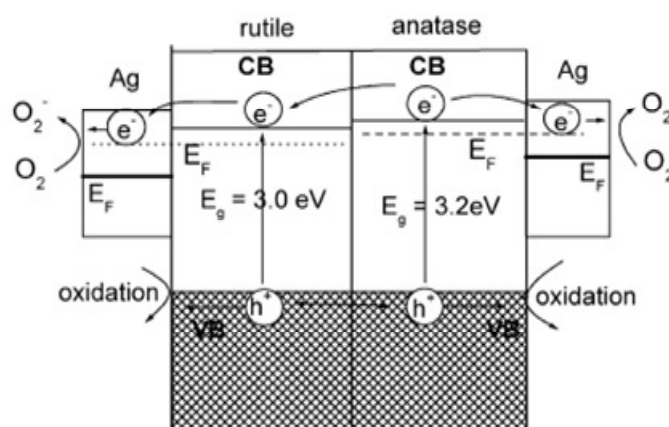 rutile
anatase
Ag
CB
CB
Ag
O2-
e-
e-
e-
e-
O2-
O2
EF
EF
O2
EF
Eg = 3.0 eV
Eg = 3.2eV
EF
oxidation
h+
h+
oxidation
VB
VB